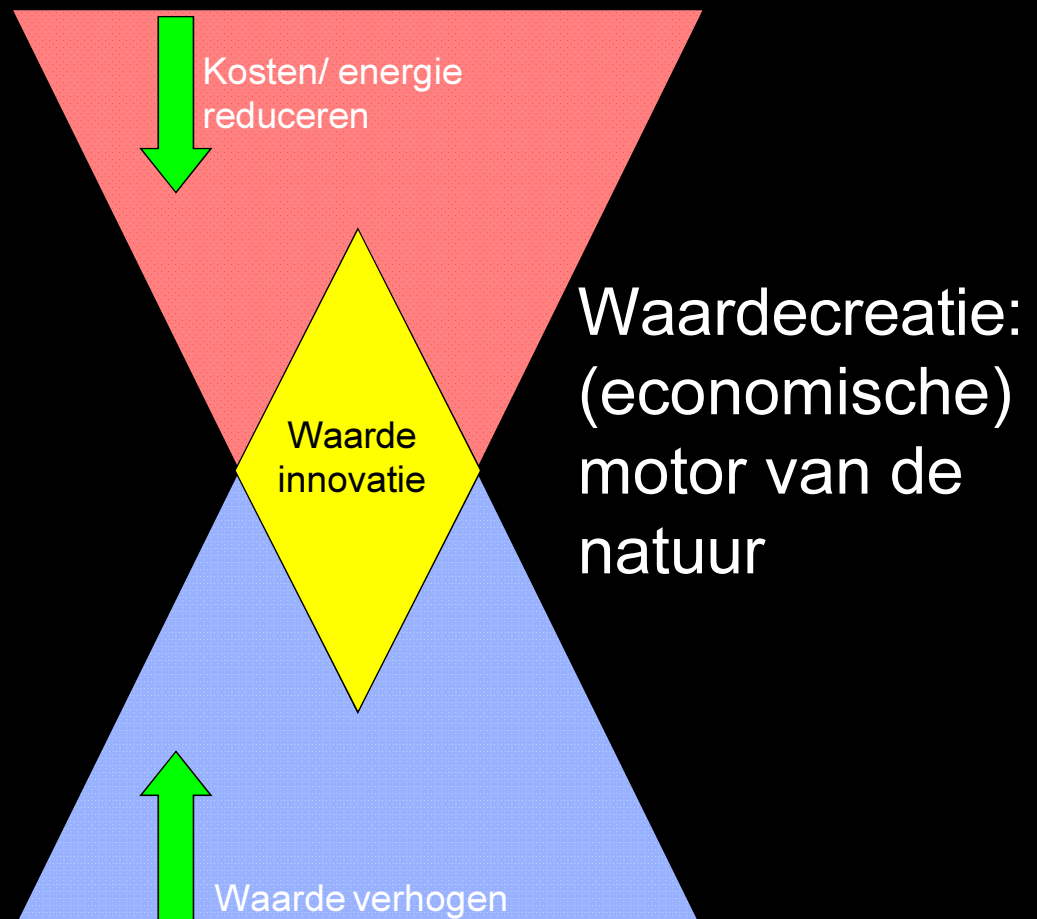 Kosten/ energie
reduceren
Waarde
innovatie
Waardecreatie:
(economische)
motor van de
natuur
Waarde verhogen